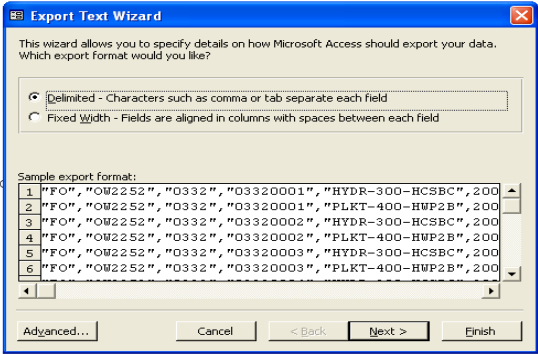 Export Text Wizard
This wizard allows you to specify details on how Microsoft Access should export your data.
Which export format would you like?
Delimited - Characters such as comma or tab separate each field
Fixed Width - Fields are aligned in columns with spaces between each field
Sample export format:
1 "FO","OW2252","0332","03320001","HYDR-300-HCSBC",200
2 "FO","OW2252","0332","03320001","PLKT-400-HWP2B",200
3 "FO","OW2252","0332","03320002","HYDR-300-HCSBC",200
4 "FO","OW2252","0332","03320002","PLKT-400-HWP2B",200
5 "FO","OW2252","0332","03320003","HYDR-300-HCSBC",200
6 "FO","OW2252","0332","03320003","PLKT-400-HWP2B",200
Advanced... Cancel < Back Next > Finish